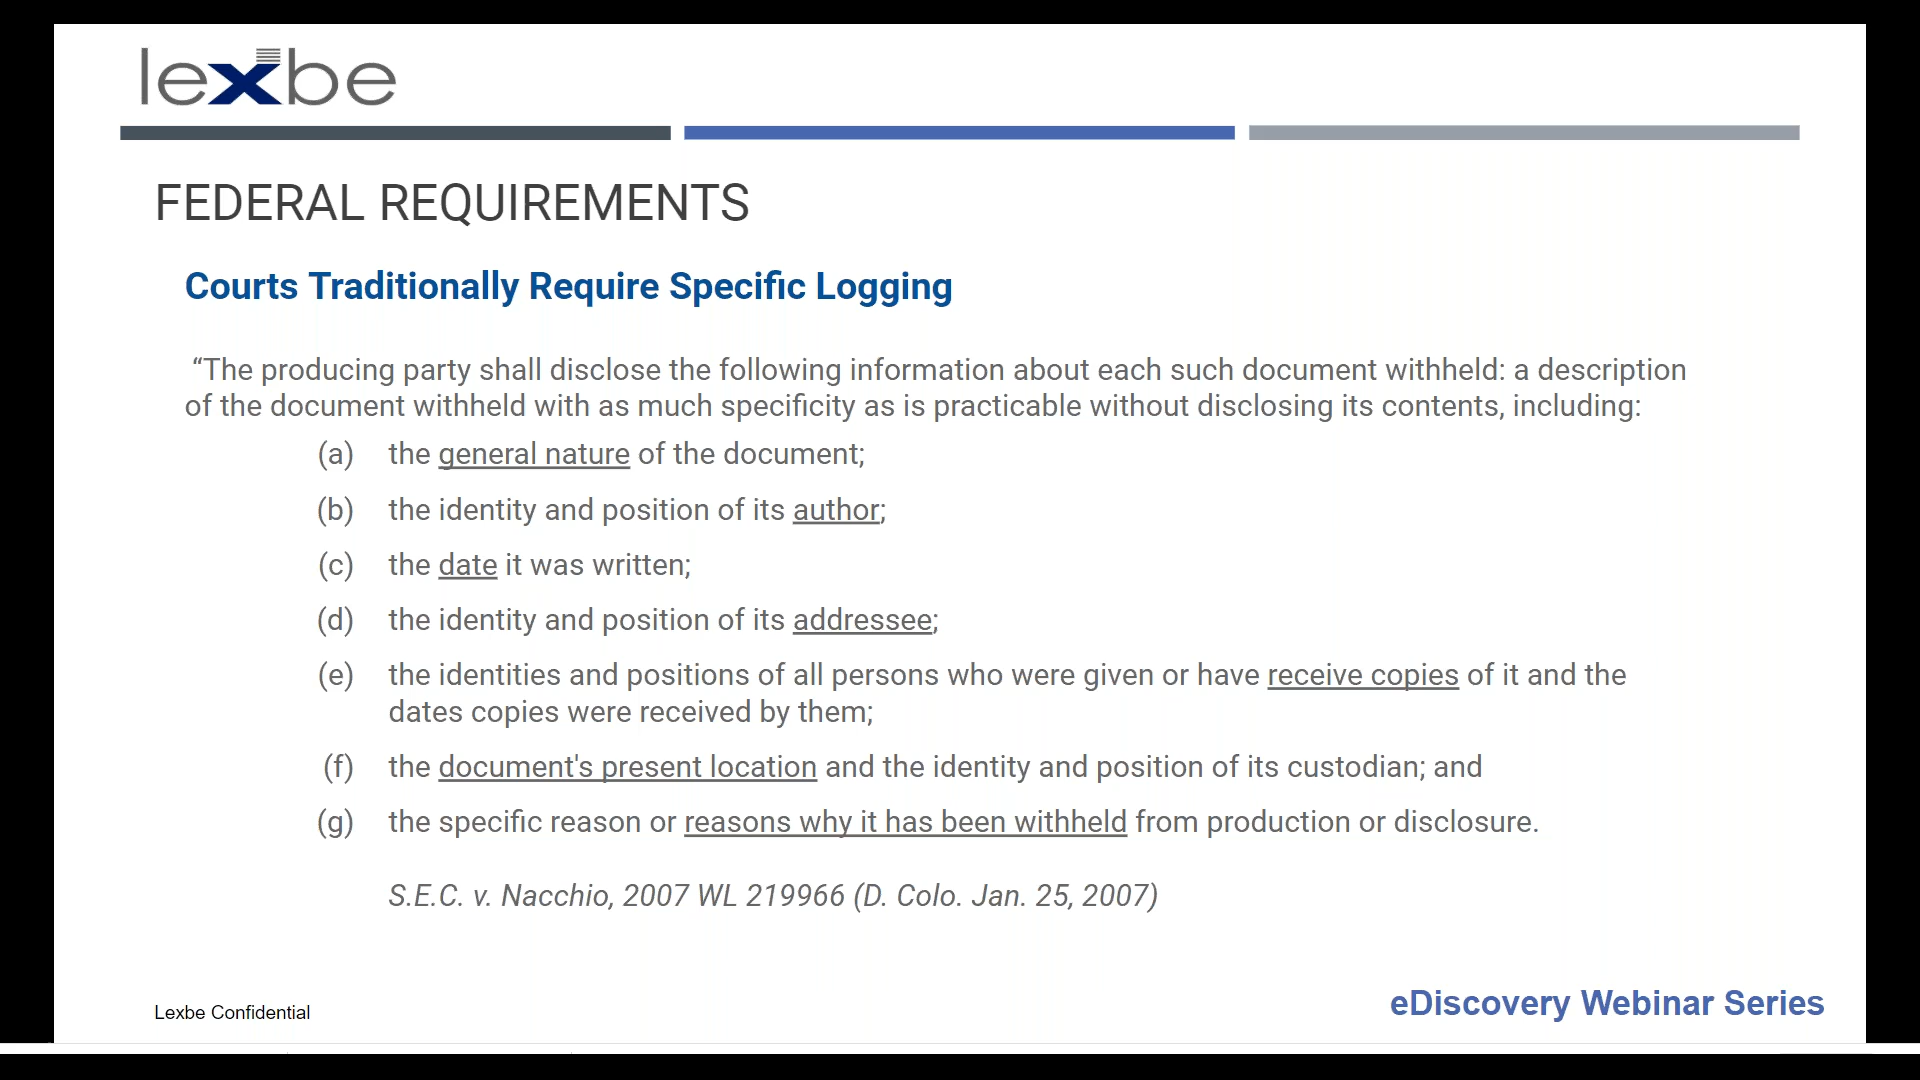 lexbe
FEDERAL REQUIREMENTS
Courts Traditionally Require Specific Logging
“The producing party shall disclose the following information about each such document withheld: a description
of the document withheld with as much specificity as is practicable without disclosing its contents, including:
(a) the general nature of the document;
(b) the identity and position of its author;
(c) the date it was written;
(d) the identity and position of its addressee;
(e) the identities and positions of all persons who were given or have receive copies of it and the
dates copies were received by them;
(f) the document's present location and the identity and position of its custodian; and
(g) the specific reason or reasons why it has been withheld from production or disclosure.
S.E.C. v. Nacchio, 2007 WL 219966 (D. Colo. Jan. 25, 2007)
Lexbe Confidential
eDiscovery Webinar Series